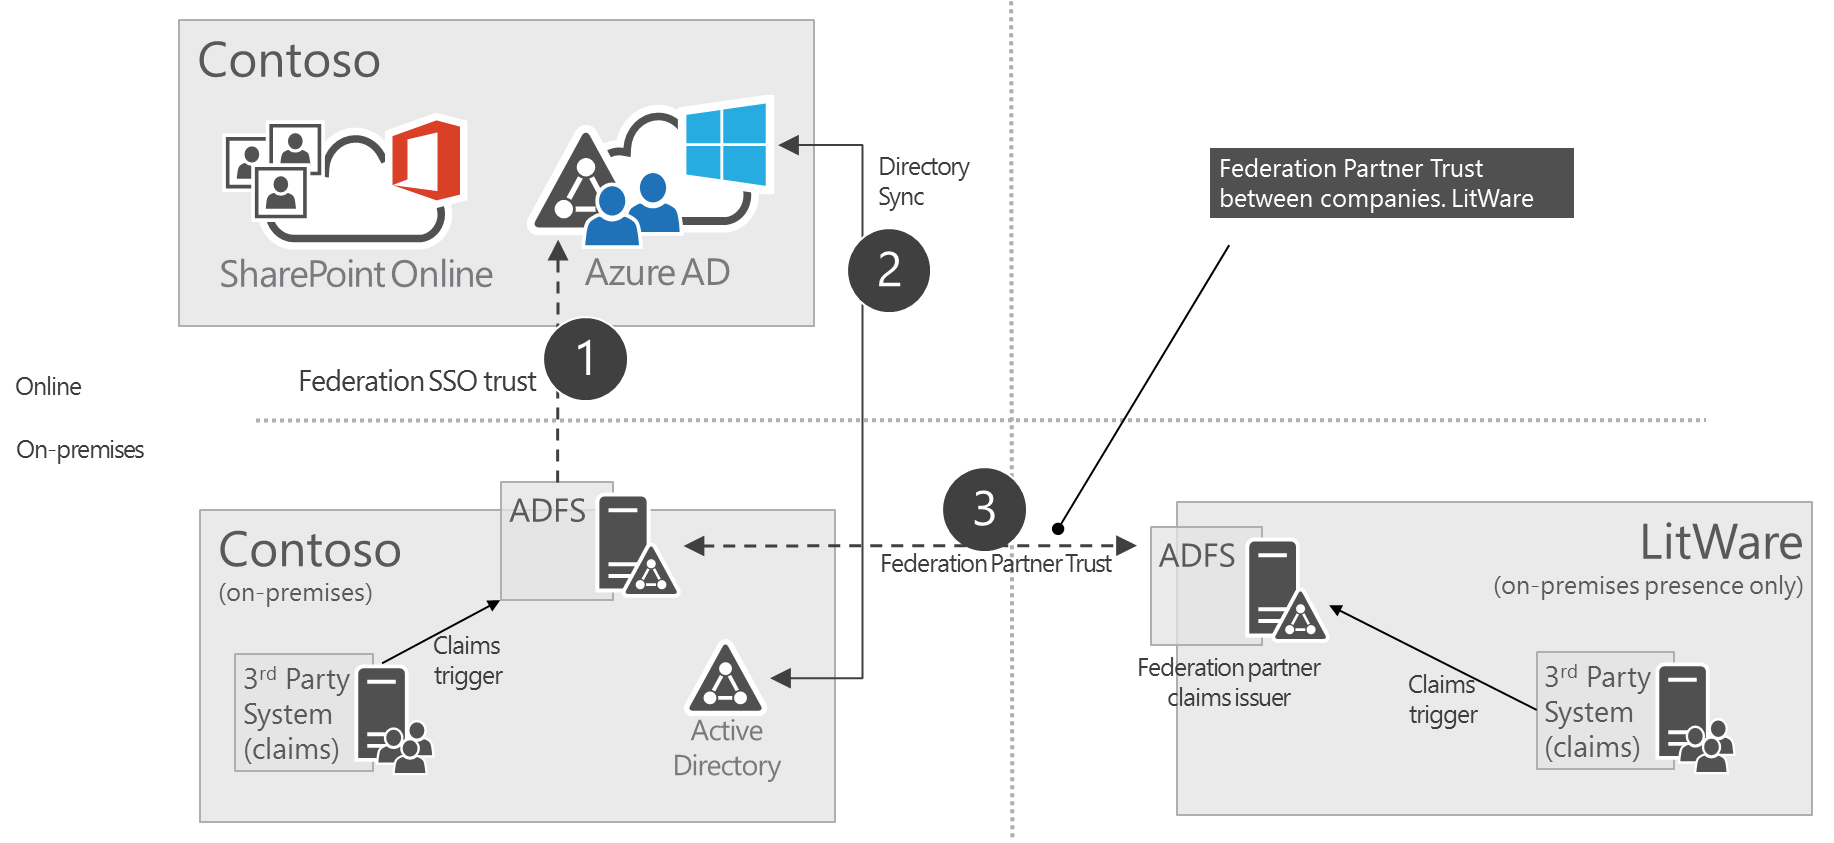 Contoso
SharePoint Online
Azure AD
Directory
Sync
2
Federation Partner Trust
between companies. LitWare
1
Federation SSO trust
Online
On-premises
ADFS
Contoso
(on-premises)
Claims
trigger
3rd Party
System
(claims)
Active
Directory
3
Federation Partner Trust
ADFS
LitWare
(on-premises presence only)
Federation partner
claims issuer
Claims
trigger
3rd Party
System
(claims)